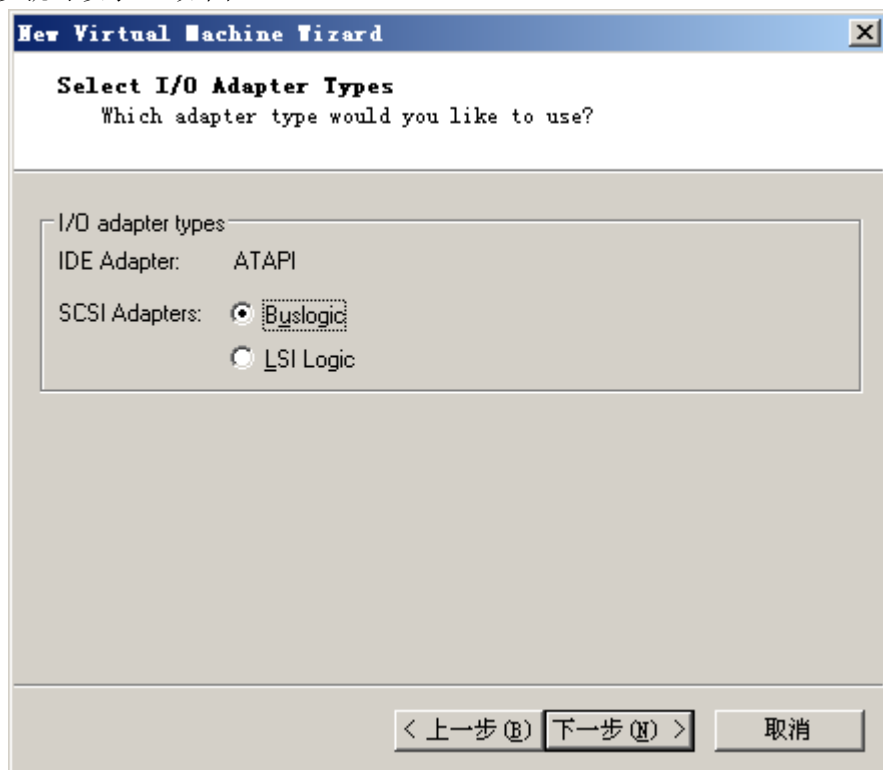 New Virtual Machine Wizard
Select I/O Adapter Types
Which adapter type would you like to use?
I/O adapter types
IDE Adapter: ATAPI
SCSI Adapters: Buslogic
LSI Logic
< 上一步(B) 下一步(N) > 取消